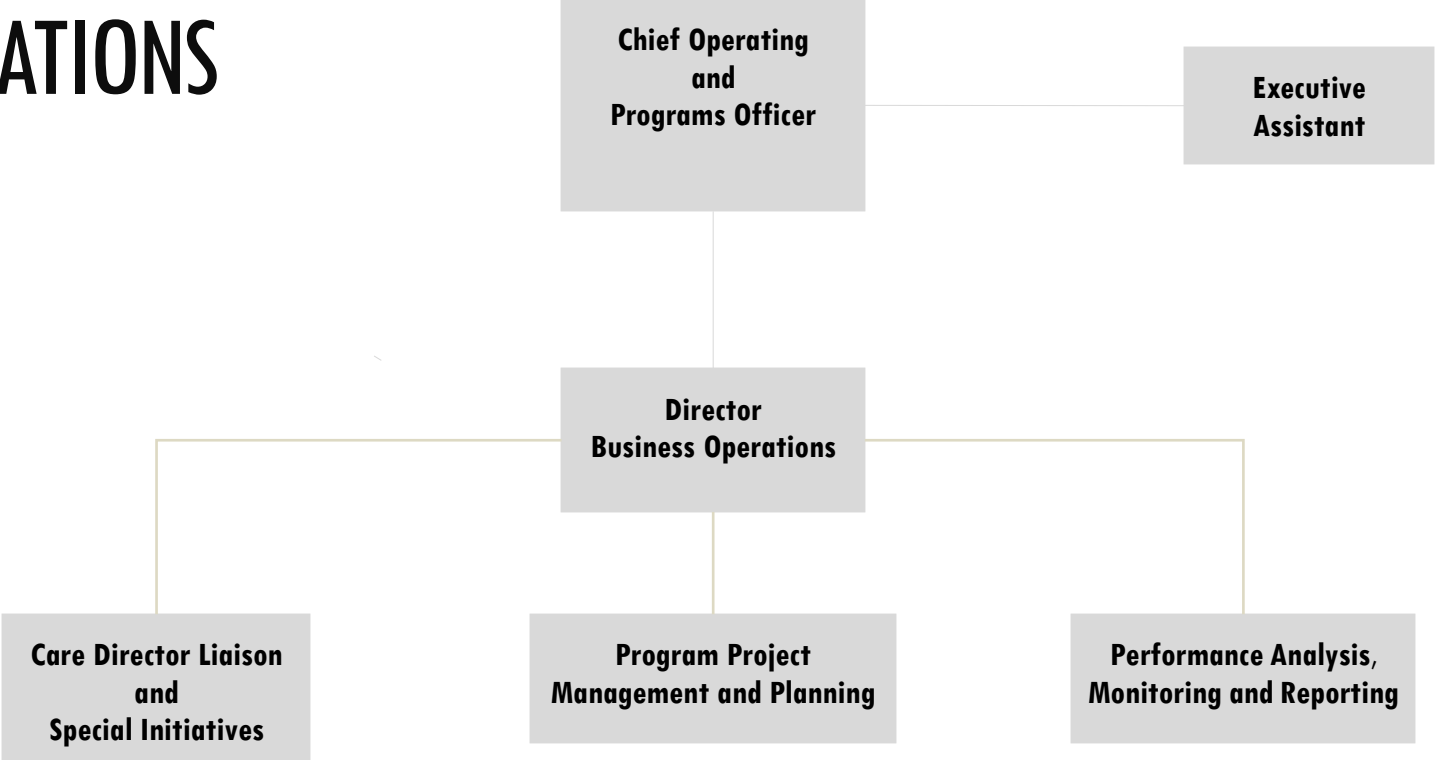 ATIONS
Chief Operating
and
Programs Officer
Executive
Assistant
Director
Business Operations
Care Director Liaison
and
Special Initiatives
Program Project
Management and Planning
Performance Analysis,
Monitoring and Reporting